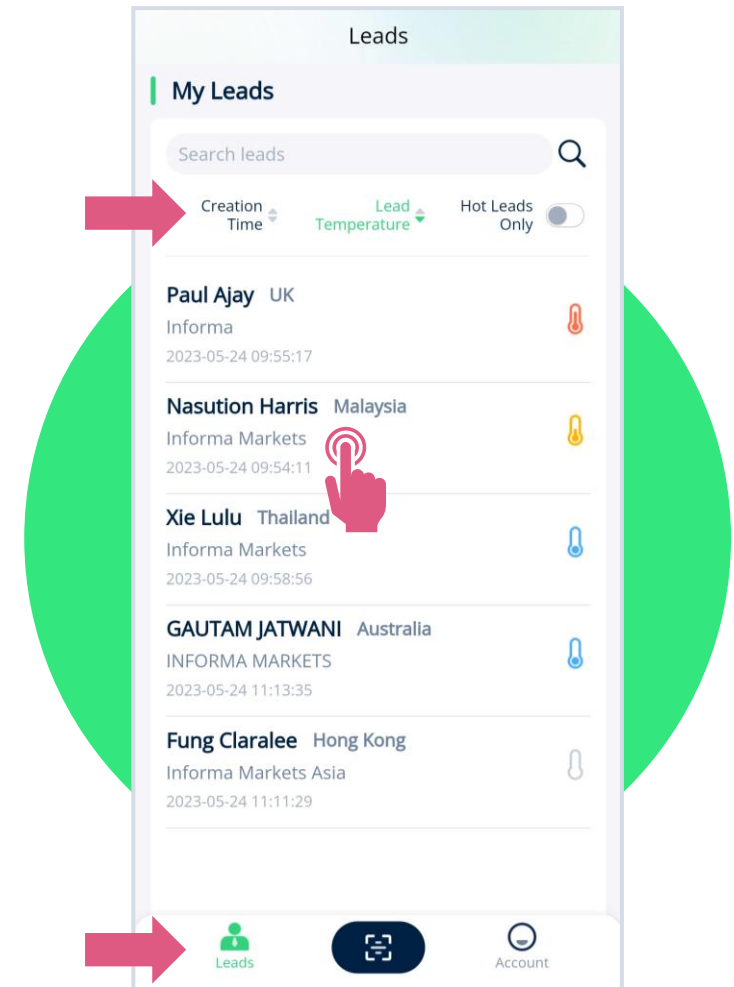 Leads
My Leads
Search leads
Creation Time
Lead Temperature
Hot Leads Only
Paul Ajay UK
Informa
2023-05-24 09:55:17
Nasution Harris Malaysia
Informa Markets
2023-05-24 09:54:11
Xie Lulu Thailand
Informa Markets
2023-05-24 09:58:56
GAUTAM JATWANI Australia
INFORMA MARKETS
2023-05-24 11:13:35
Fung Claralee Hong Kong
Informa Markets Asia
2023-05-24 11:11:29
Leads
Account